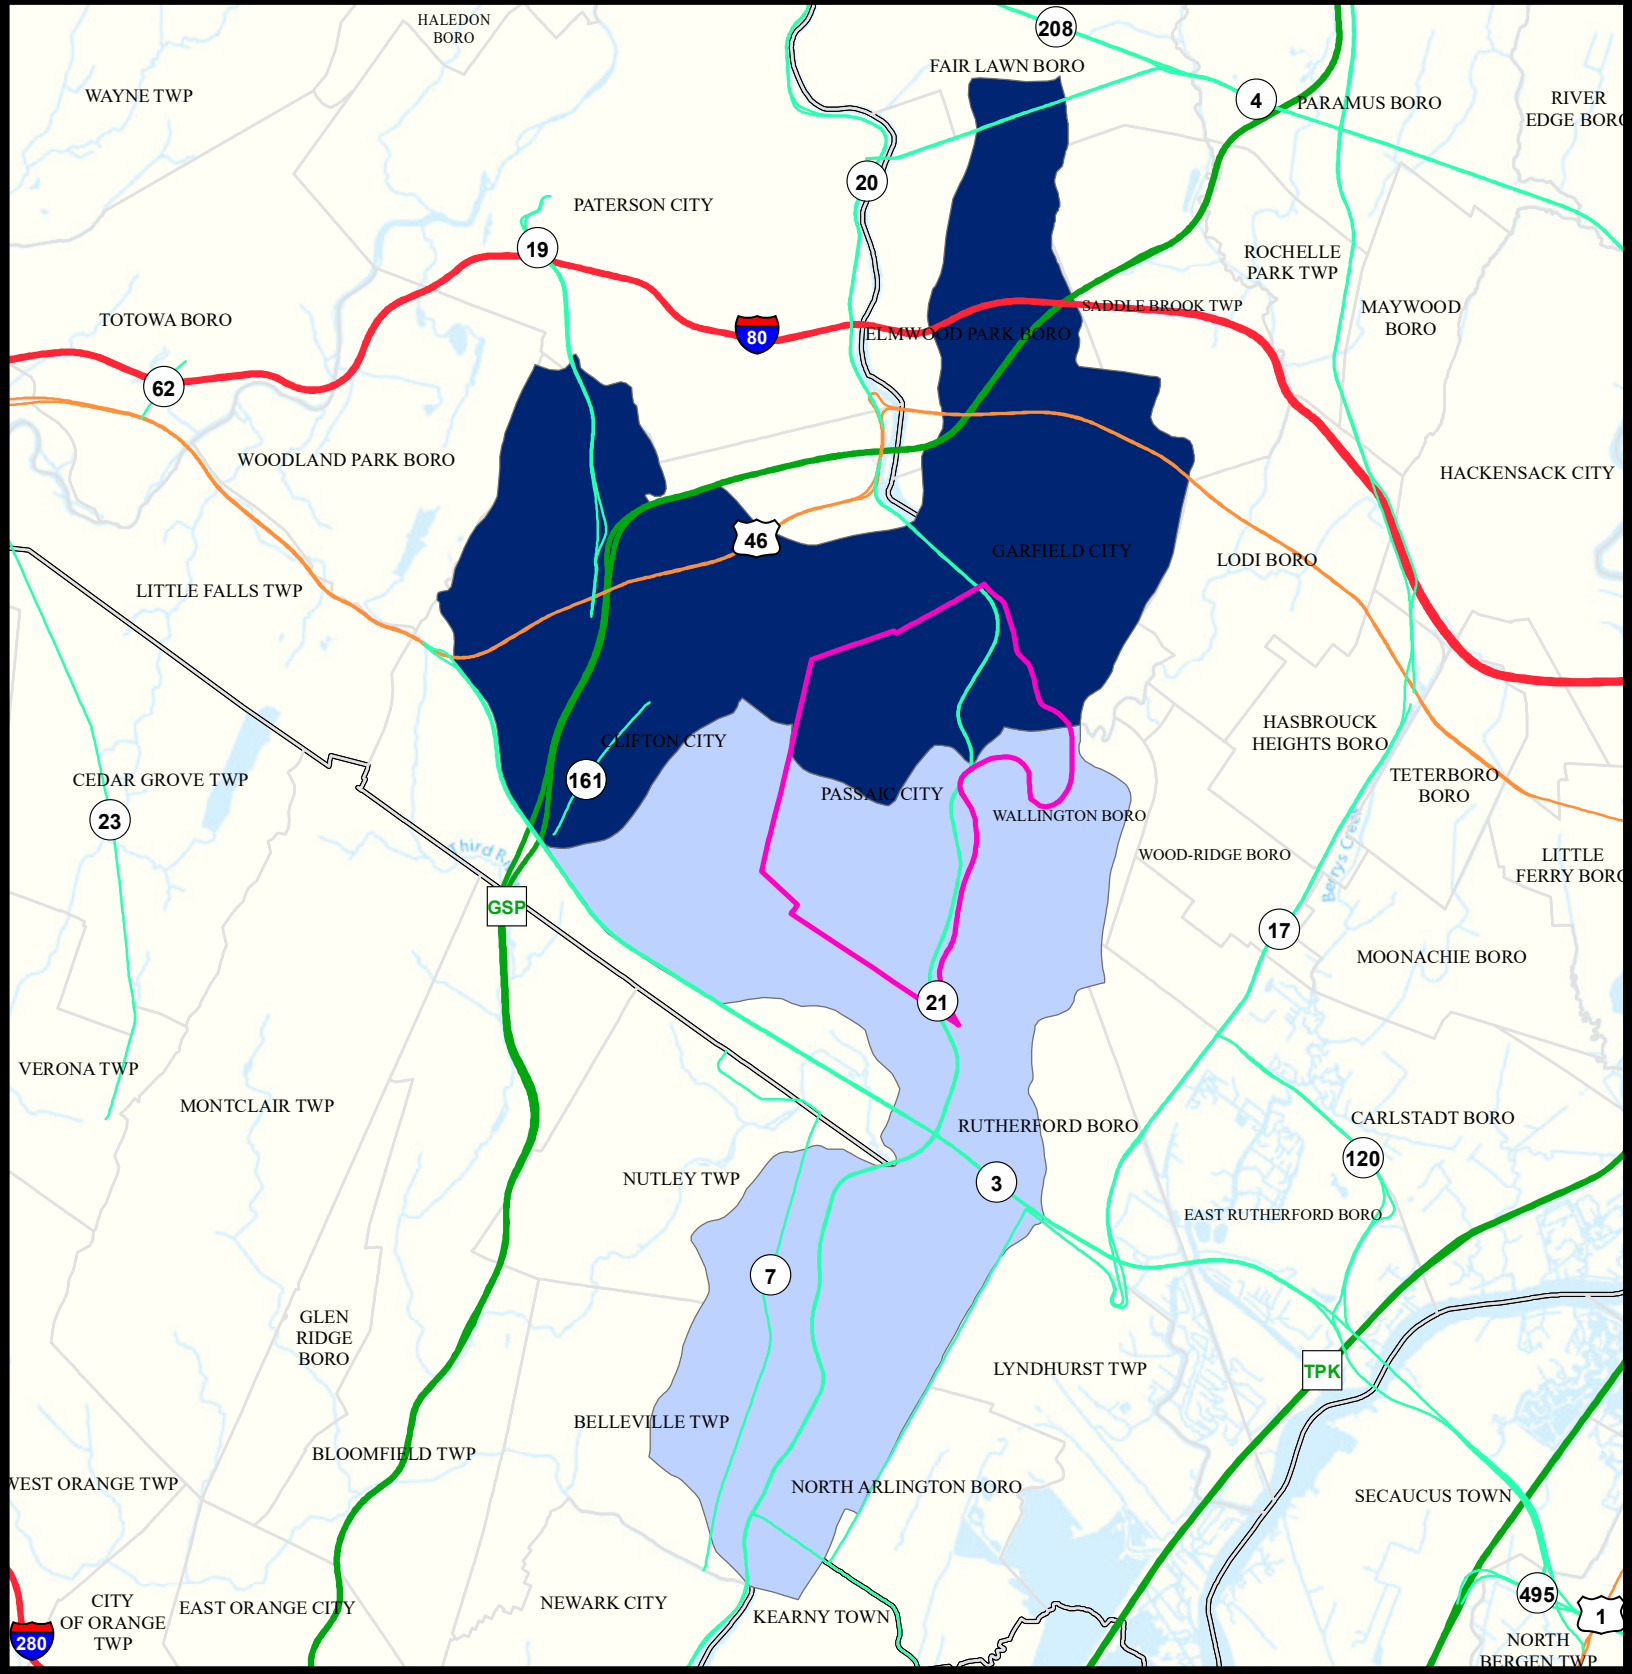 HALEDON
BORO
208
FAIR LAWN BORO
WAYNE TWP
4
PARAMUS BORO
RIVER
EDGE BORO
20
PATERSON CITY
19
ROCHELLE
PARK TWP
SADDLE BROOK TWP
MAYWOOD
BORO
TOTOWA BORO
80
ELMWOOD PARK BORO
62
WOODLAND PARK BORO
HACKENSACK CITY
46
GARFIELD CITY
LODI BORO
LITTLE FALLS TWP
HASBROUCK
HEIGHTS BORO
CLIFTON CITY
161
CEDAR GROVE TWP
TETERBORO
BORO
PASSAIC CITY
WALLINGTON BORO
23
Third R
WOOD-RIDGE BORO
Berrys Creek
LITTLE
FERRY BORO
GSP
17
MOONACHIE BORO
21
VERONA TWP
MONTCLAIR TWP
RUTHERFORD BORO
CARLSTADT BORO
120
NUTLEY TWP
3
EAST RUTHERFORD BORO
7
GLEN
RIDGE
BORO
LYNDHURST TWP
TPK
BELLEVILLE TWP
BLOOMFIELD TWP
WEST ORANGE TWP
NORTH ARLINGTON BORO
SECAUCUS TOWN
CITY
OF ORANGE
TWP
EAST ORANGE CITY
NEWARK CITY
KEARNY TOWN
495
1
280
NORTH
BERGEN TWP